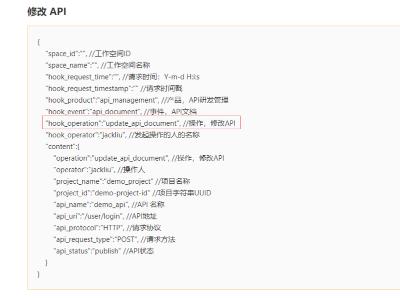 修改 API
{
"space_id":"", //工作空间ID
"space_name":"", //工作空间名称
"hook_request_time":"", //请求时间：Y-m-d H:i:s
"hook_request_timestamp":"" //请求时间戳
"hook_product":"api_management", //产品，API研发管理
"hook_event":"api_document", //事件，API文档
"hook_operation":"update_api_document", //操作，修改API
"hook_operator":"jackliu", //发起操作的人的名称
"content":{
"operation":"update_api_document", //操作，修改API
"operator":"jackliu", //操作人
"project_name":"demo_project" //项目名称
"project_id":"demo-project-id" //项目字符串UUID
"api_name":"demo_api", //API 名称
"api_uri":"/user/login", //API地址
"api_protocol":"HTTP", //请求协议
"api_request_type":"POST", //请求方法
"api_status":"publish" //API状态
}
}